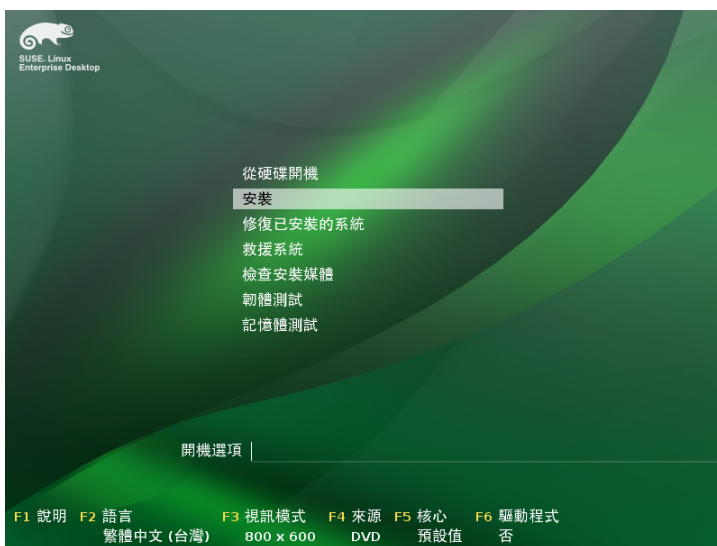 SUSE. Linux
Enterprise Desktop
從硬碟開機
安裝
修復已安裝的系統
救援系統
檢查安裝媒體
韌體測試
記憶體測試
開機選項
F1 說明 F2 語言 F3 視訊模式 F4 來源 F5 核心 F6 驅動程式
繁體中文 (台灣) 800 x 600 DVD 預設值 否